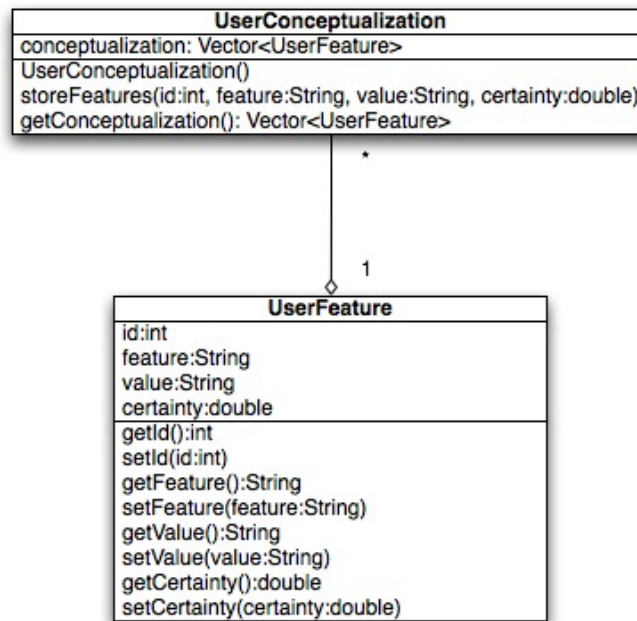 UserConceptualization
conceptualization: Vector<UserFeature>
UserConceptualization()
storeFeatures(id:int, feature:String, value:String, certainty:double)
getConceptualization(): Vector<UserFeature>
*
1
UserFeature
id:int
feature:String
value:String
certainty:double
getId():int
setId(id:int)
getFeature():String
setFeature(feature:String)
getValue():String
setValue(value:String)
getCertainty():double
setCertainty(certainty:double)